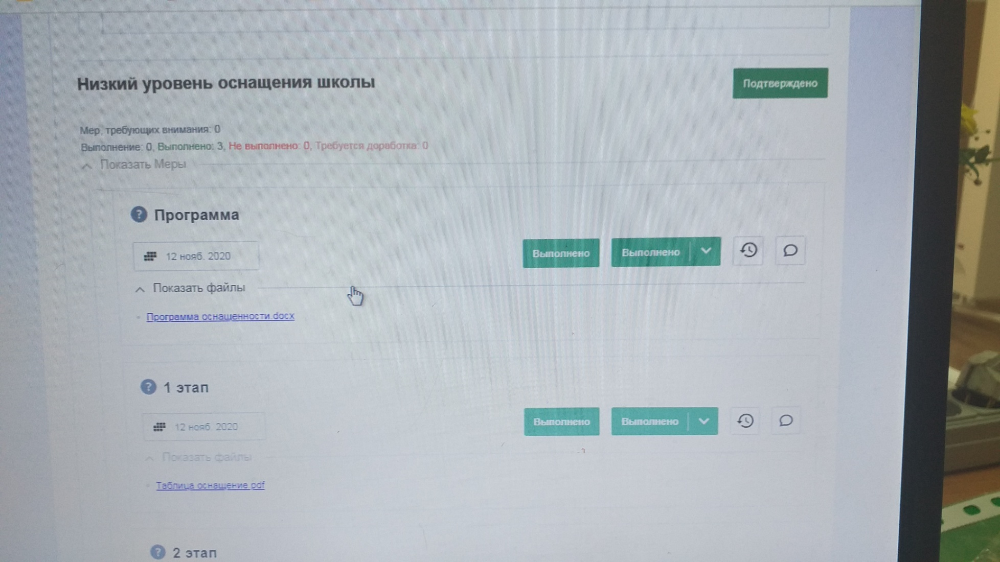 Низкий уровень оснащения школы
Подтверждено
Мер, требующих внимания: 0
Выполнение: 0, Выполнено: 3, Не выполнено: 0, Требуется доработка: 0
Показать Меры
? Программа
12 нояб. 2020
Выполнено
Выполнено
Показать файлы
Программа оснащенности.docx
? 1 этап
12 нояб. 2020
Выполнено
Выполнено
Показать файлы
Таблица оснащение.pdf
? 2 этап